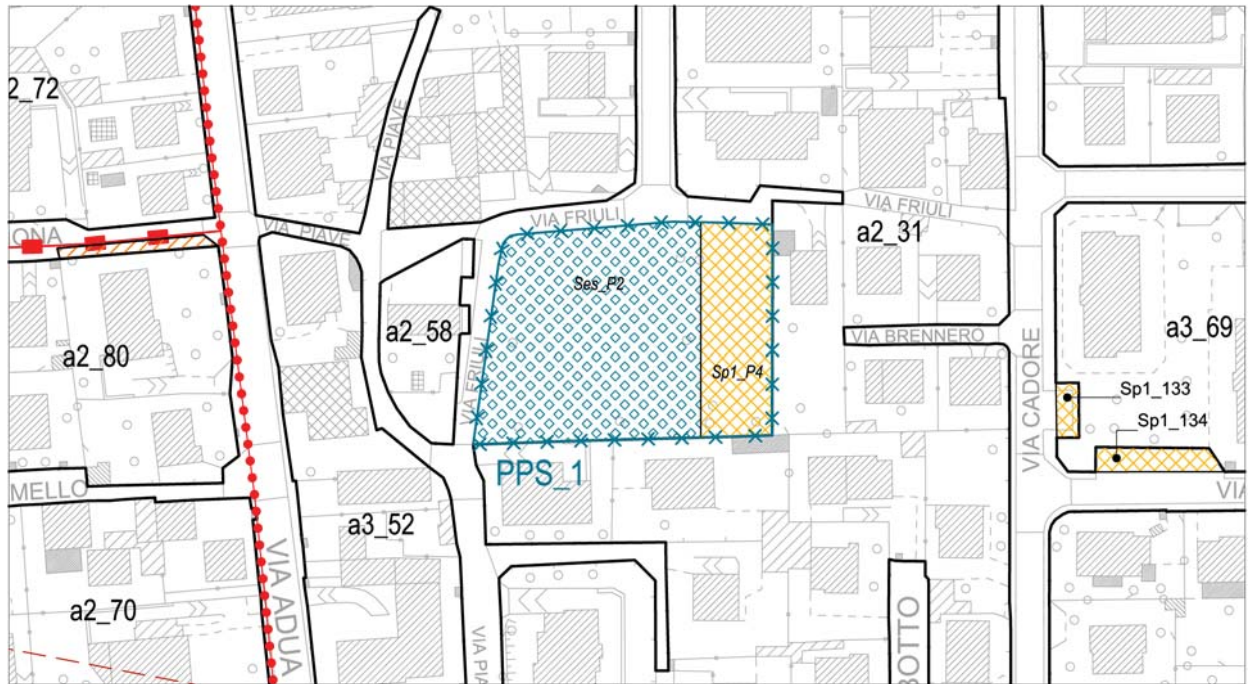 2_72
VIA PIAVE
VIA FRIULI
VIA FRIULI
ONA
VIA PIAVE
a2_31
Ses_P2
a2_58
VIA BRENNERO
a2_80
VIA FRIULI
Sp1_P4
VIA CADORE
a3_69
Sp1_133
Sp1_134
PPS_1
MELLO
VIA
a3_52
VIA ADUA
a2_70
VIA PIA
BOTTO